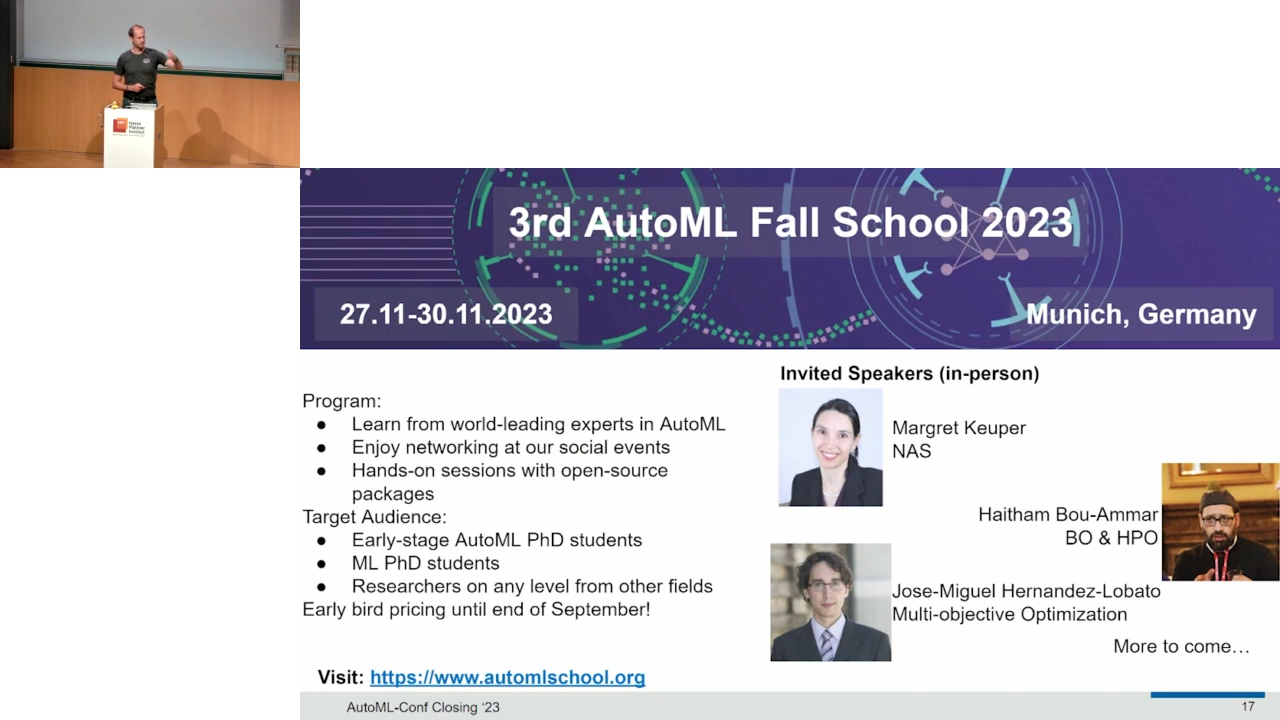 Hasso
Plattner
Institut
3rd AutoML Fall School 2023
27.11-30.11.2023
Munich, Germany
Invited Speakers (in-person)
Program:
● Learn from world-leading experts in AutoML
● Enjoy networking at our social events
● Hands-on sessions with open-source
packages
Target Audience:
● Early-stage AutoML PhD students
● ML PhD students
● Researchers on any level from other fields
Early bird pricing until end of September!
Margret Keuper
NAS
Haitham Bou-Ammar
BO & HPO
Jose-Miguel Hernandez-Lobato
Multi-objective Optimization
More to come…
Visit: https://www.automlschool.org
AutoML-Conf Closing ‘23
17